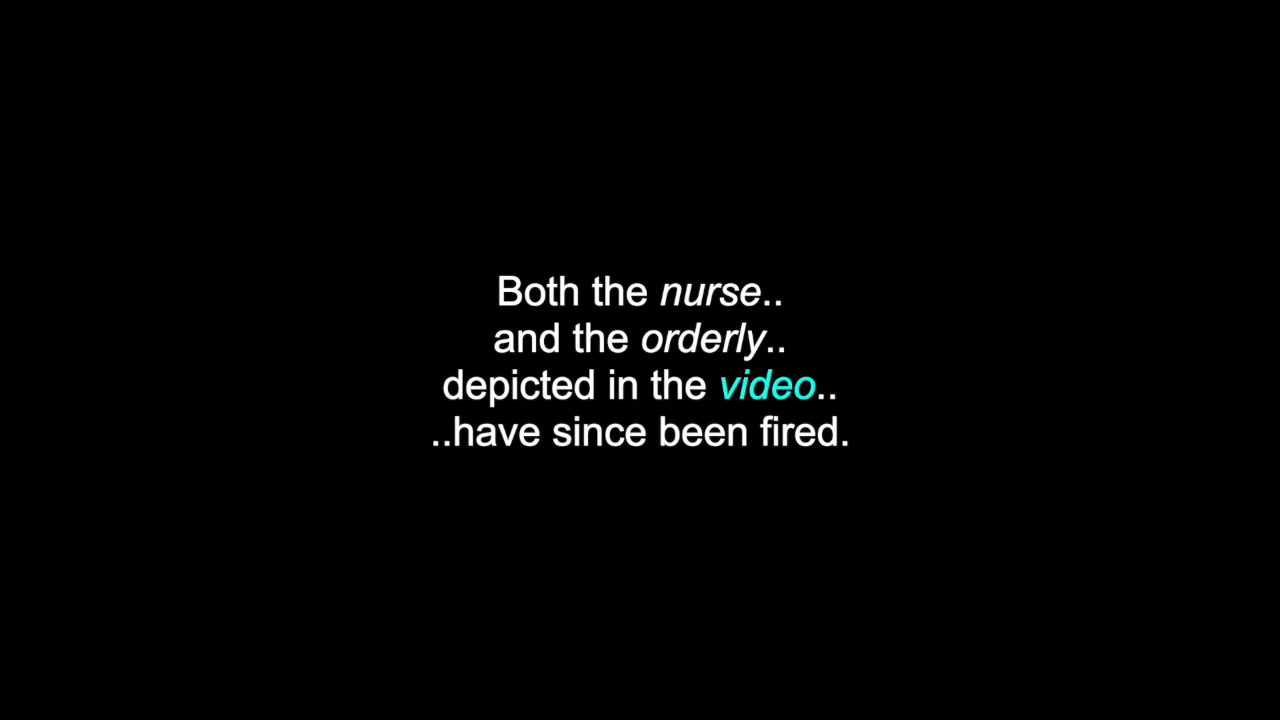 Both the nurse..
and the orderly..
depicted in the video..
..have since been fired.